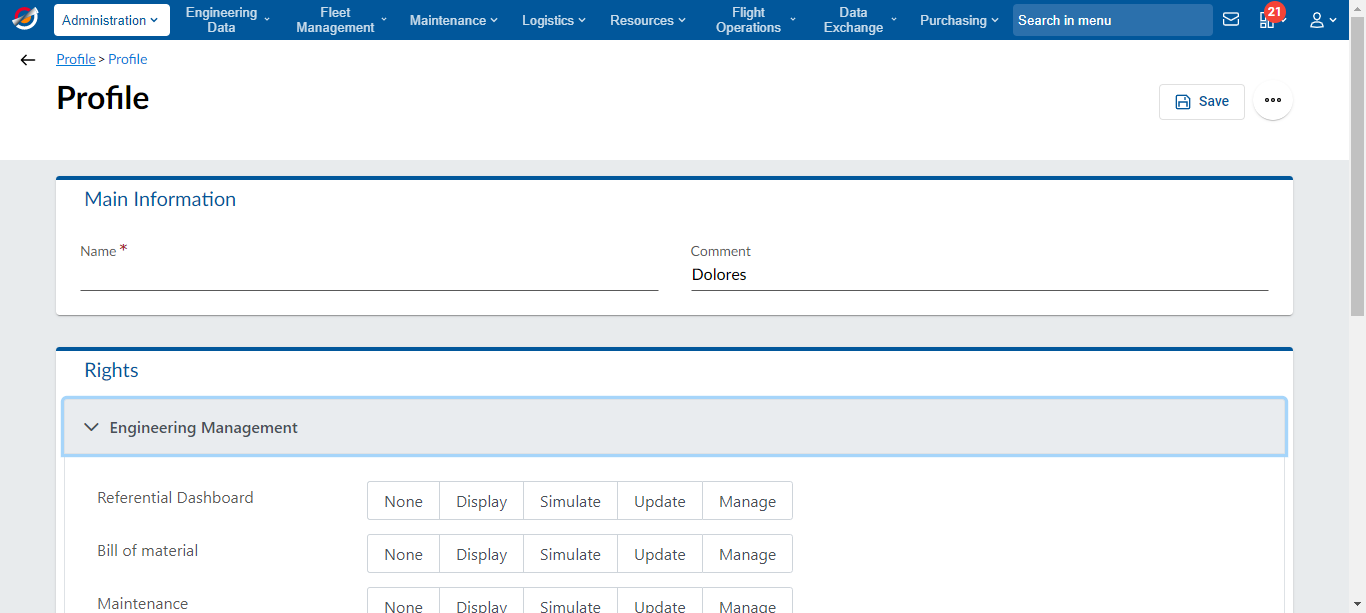 Administration
Engineering
Data
Fleet
Management
Maintenance
Logistics
Resources
Flight
Operations
Data
Exchange
Purchasing
Search in menu
21
Profile > Profile
Profile
Save
Main Information
Name *
Comment
Dolores
Rights
Engineering Management
Referential Dashboard
None Display Simulate Update Manage
Bill of material
None Display Simulate Update Manage
Maintenance
None Display Simulate Update Manage